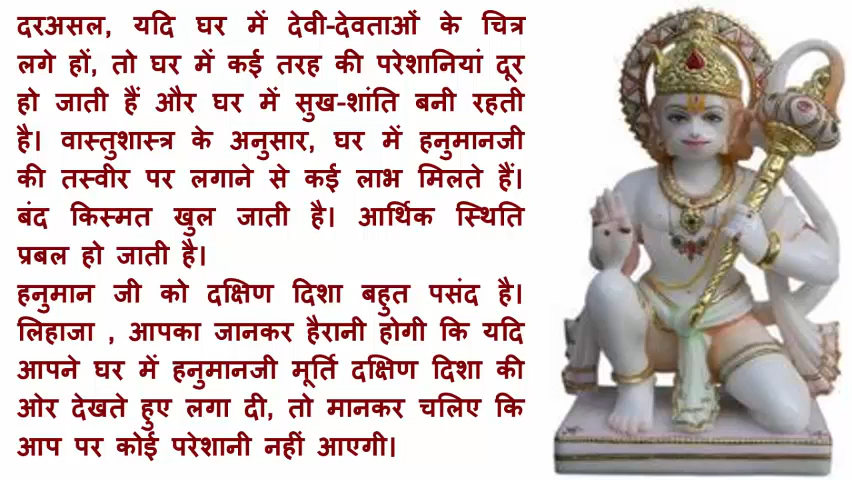 दरअसल, यदि घर में देवी-देवताओं के चित्र
लगे हों, तो घर में कई तरह की परेशानियां दूर
हो जाती हैं और घर में सुख-शांति बनी रहती
है। वास्तुशास्त्र के अनुसार, घर में हनुमानजी
की तस्वीर पर लगाने से कई लाभ मिलते हैं।
बंद किस्मत खुल जाती है। आर्थिक स्थिति
प्रबल हो जाती है।
हनुमान जी को दक्षिण दिशा बहुत पसंद है।
लिहाजा , आपका जानकर हैरानी होगी कि यदि
आपने घर में हनुमानजी मूर्ति दक्षिण दिशा की
ओर देखते हुए लगा दी, तो मानकर चलिए कि
आप पर कोई परेशानी नहीं आएगी।